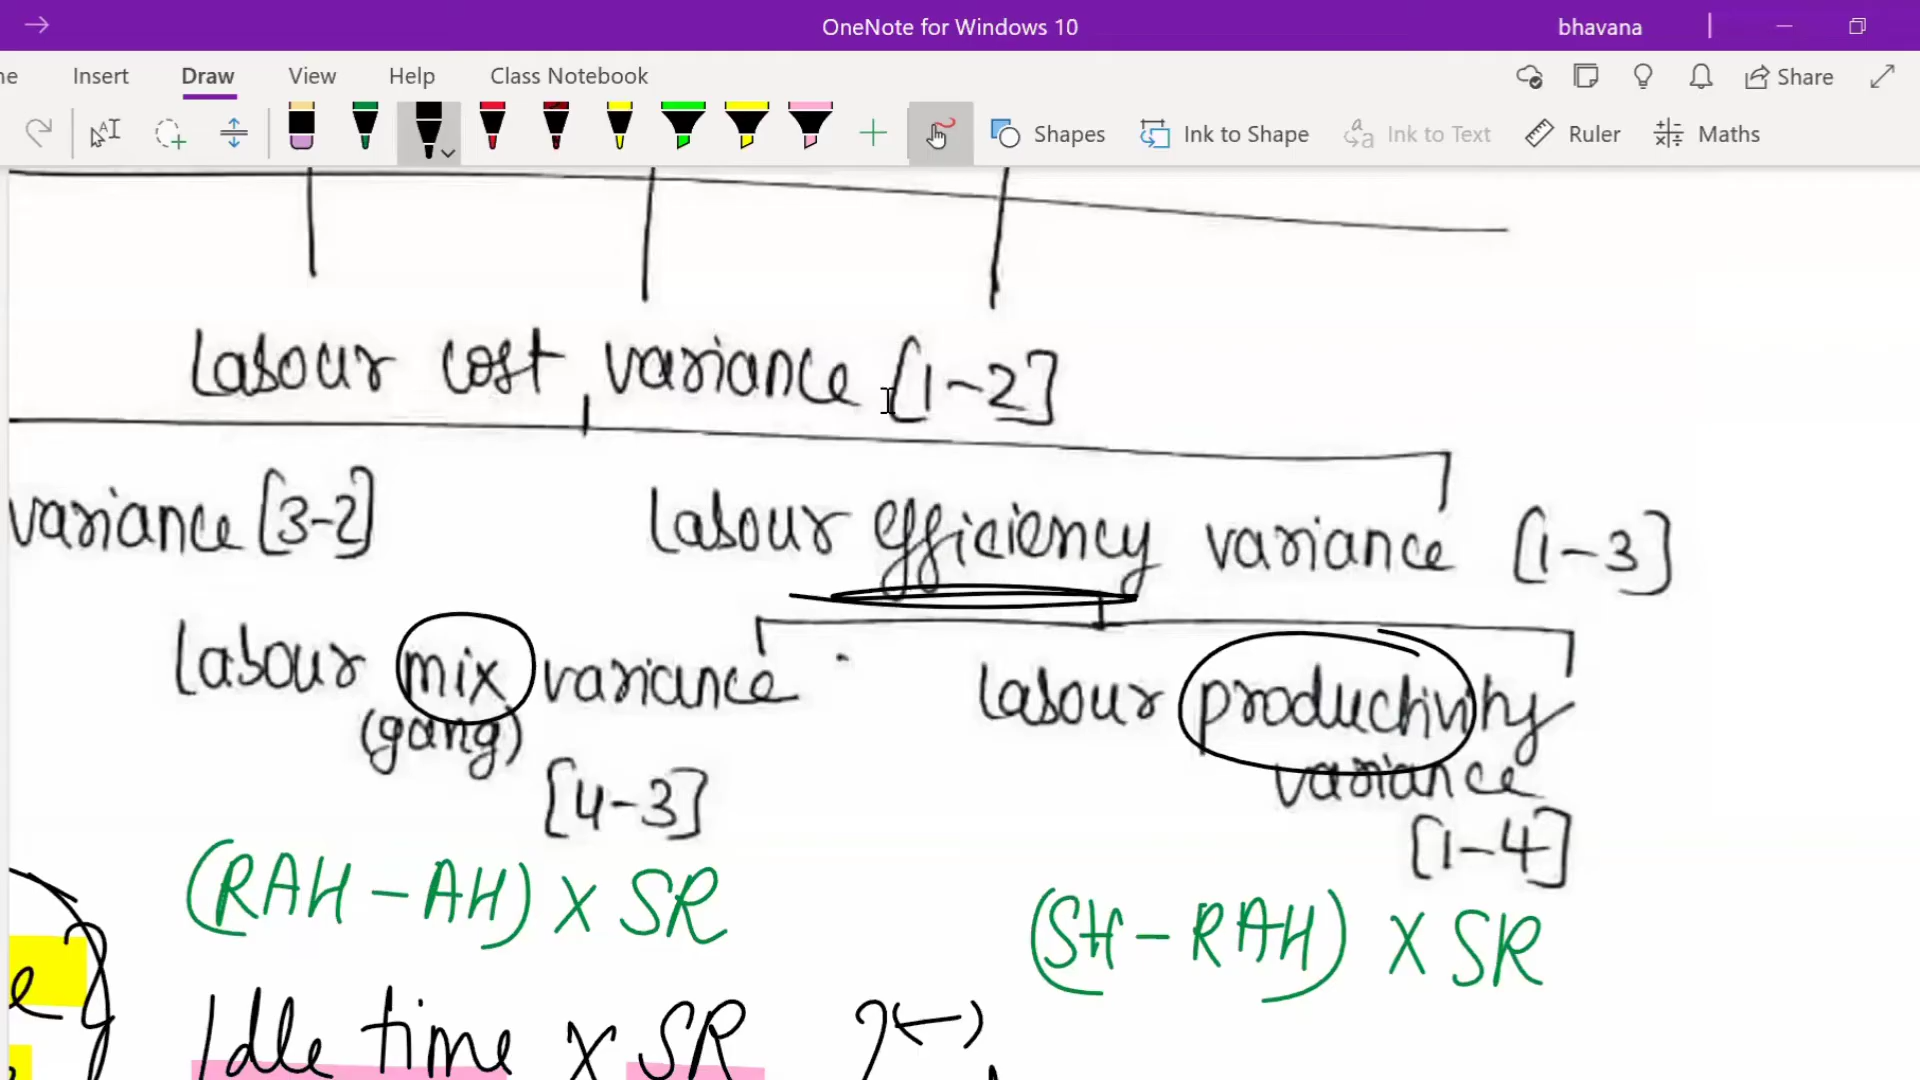 OneNote for Windows 10
bhavana
Insert Draw View Help Class Notebook
Share
Shapes Ink to Shape Ink to Text Ruler Maths
Labour cost variance [1-2]
variance [3-2]
Labour efficiency variance [1-3]
Labour mix variance
(gang)
[4-3]
Labour productivity
variance
[1-4]
(RAH - AH) X SR
(SH - RAH) X SR
Idle time X SR